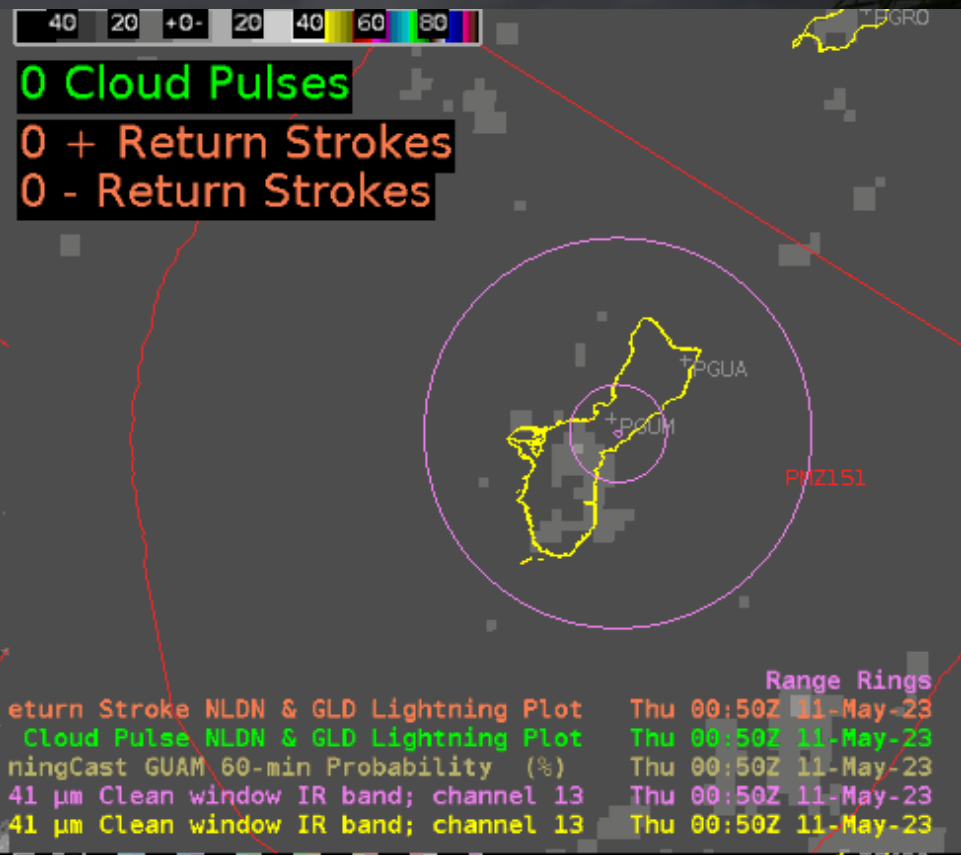 40 20 +0- 20 40 60 80
PGRO
0 Cloud Pulses
0 + Return Strokes
0 - Return Strokes
PGUA
PGUM
PMZ151
Range Rings
eturn Stroke NLDN & GLD Lightning Plot Thu 00:50Z 11-May-23
Cloud Pulse NLDN & GLD Lightning Plot Thu 00:50Z 11-May-23
ningCast GUAM 60-min Probability (%) Thu 00:50Z 11-May-23
41 µm Clean window IR band; channel 13 Thu 00:50Z 11-May-23
41 µm Clean window IR band; channel 13 Thu 00:50Z 11-May-23